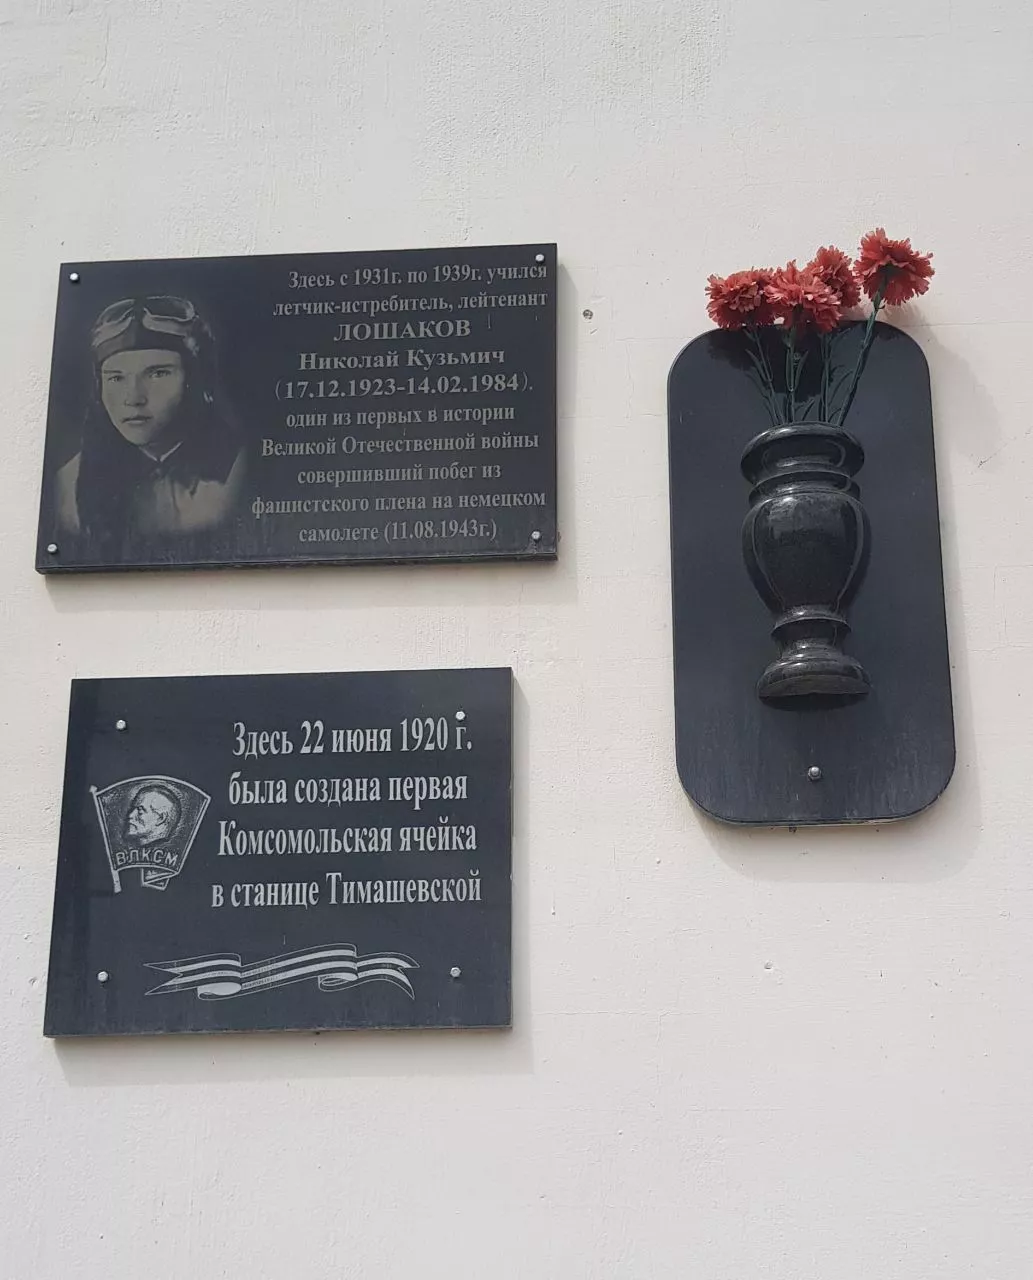 Здесь с 1931г. по 1939г. учился
летчик-истребитель, лейтенант
ЛОШАКОВ
Николай Кузьмич
(17.12.1923-14.02.1984).
один из первых в истории
Великой Отечественной войны
совершивший побег из
фашистского плена на немецком
самолете (11.08.1943г.)
Здесь 22 июня 1920 г.
была создана первая
Комсомольская ячейка
в станице Тимашевской
ВЛКСМ